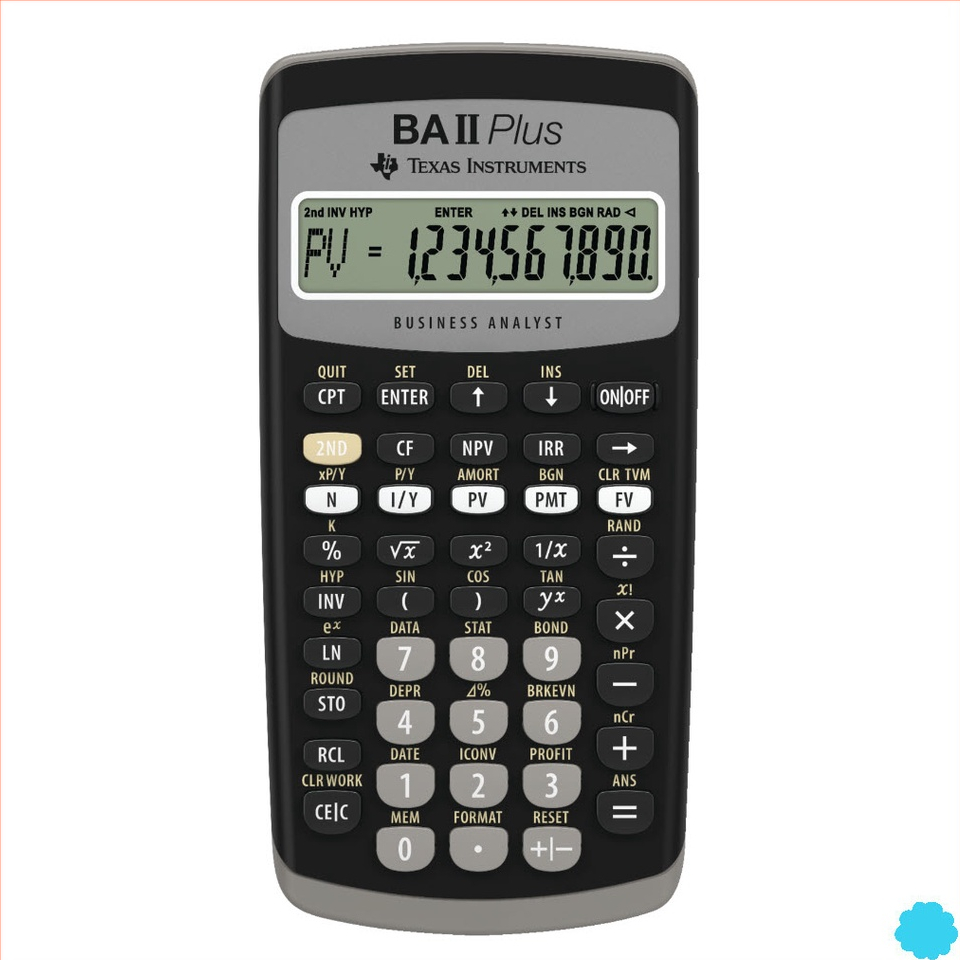 BA II Plus
TEXAS INSTRUMENTS
2nd INV HYP ENTER ↑↓ DEL INS BGN RAD ◁
PV = 1,234,567,890.
BUSINESS ANALYST
QUIT SET DEL INS
CPT ENTER ↑ ↓ ON|OFF
2ND CF NPV IRR →
xP/Y P/Y AMORT BGN CLR TVM
N I/Y PV PMT FV
K RAND
% √x x² 1/x ÷
HYP SIN COS TAN x!
INV ( ) yˣ ×
eˣ DATA STAT BOND nPr
LN 7 8 9 −
ROUND DEPR ⊿% BRKEVN nCr
STO 4 5 6 +
RCL DATE ICONV PROFIT ANS
CLR WORK 1 2 3 =
CE|C MEM FORMAT RESET
0 . +|−